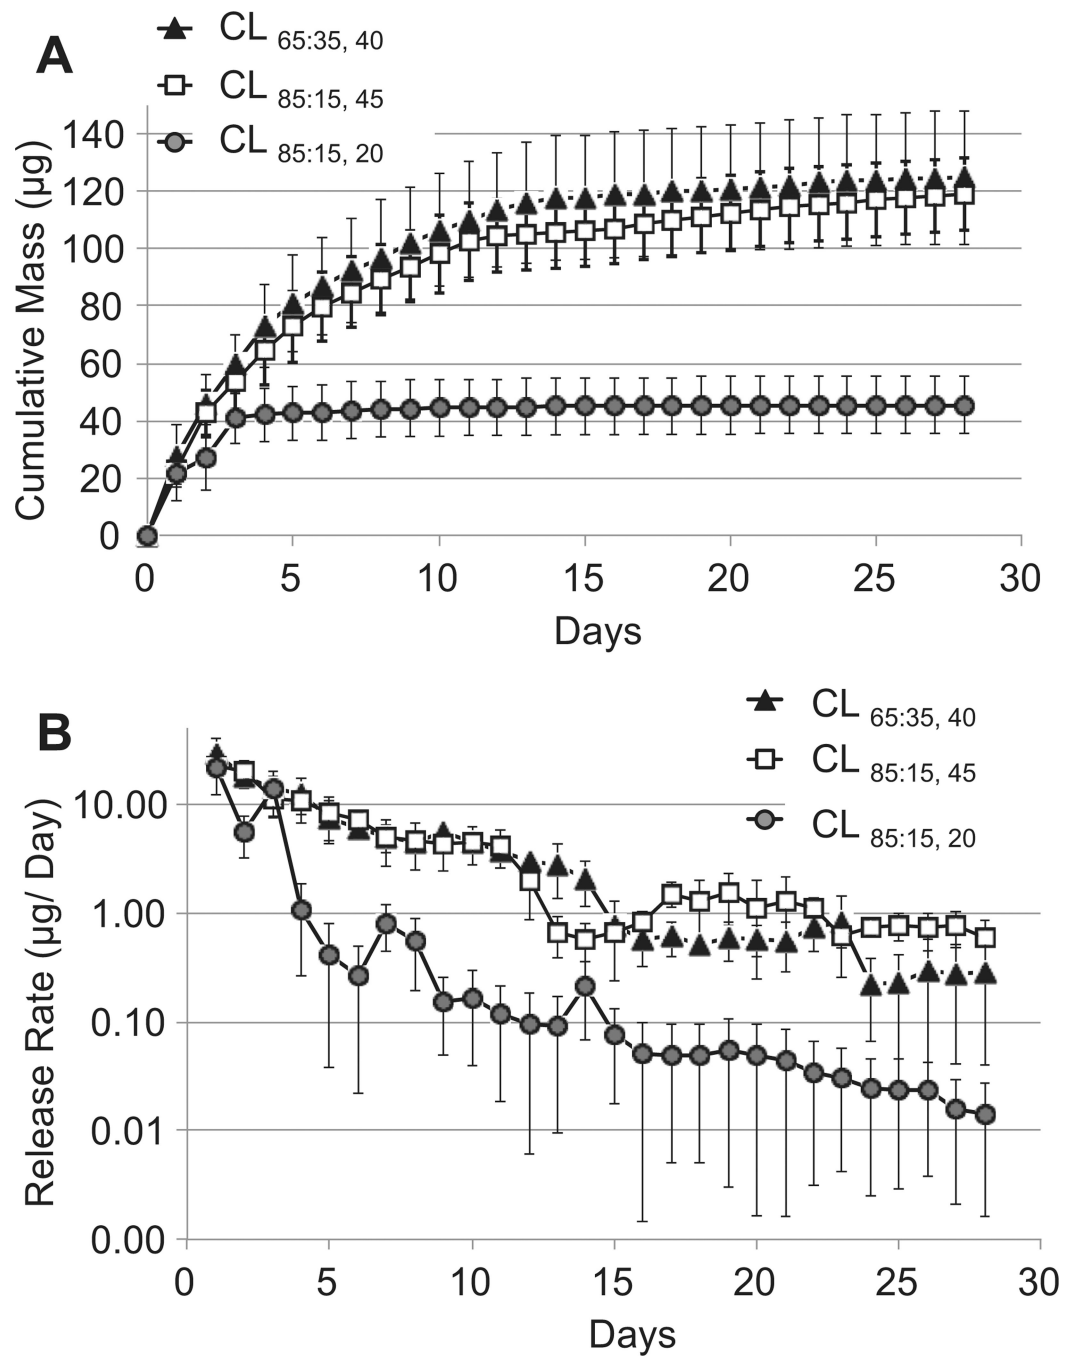 A
CL 65:35, 40
CL 85:15, 45
CL 85:15, 20
Cumulative Mass (µg)
140
120
100
80
60
40
20
0
0 5 10 15 20 25 30
Days
B
CL 65:35, 40
CL 85:15, 45
CL 85:15, 20
Release Rate (µg/ Day)
10.00
1.00
0.10
0.01
0.00
0 5 10 15 20 25 30
Days